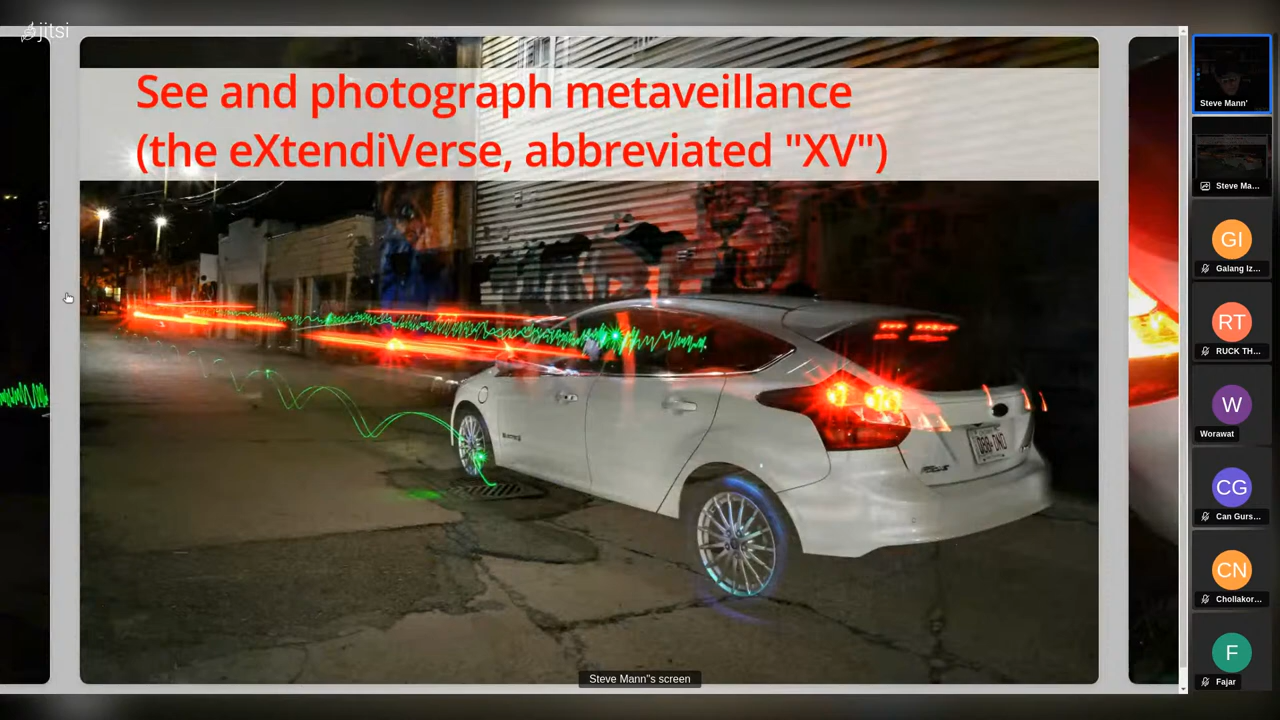 jitsi
See and photograph metaveillance
(the eXtendiVerse, abbreviated "XV")
Steve Mann'
Steve Ma...
GI
Galang Iz...
RT
RUCK TH...
W
Worawat
CG
Can Gurs...
CN
Chollakor...
F
Fajar
Steve Mann"s screen